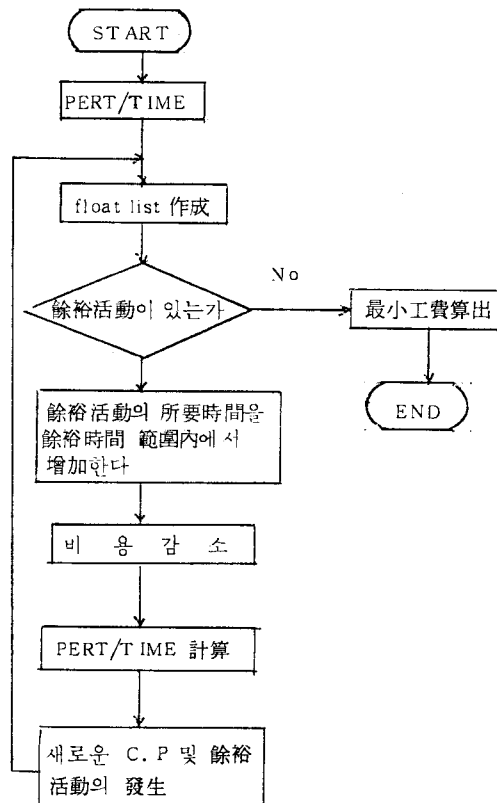 START
PERT/TIME
float list 作成
餘裕活動이 있는가
No
最小工費算出
END
餘裕活動의 所要時間을
餘裕時間 範圍內에서
增加한다
비 용 감 소
PERT/TIME 計算
새로운 C.P 및 餘裕
活動의 發生